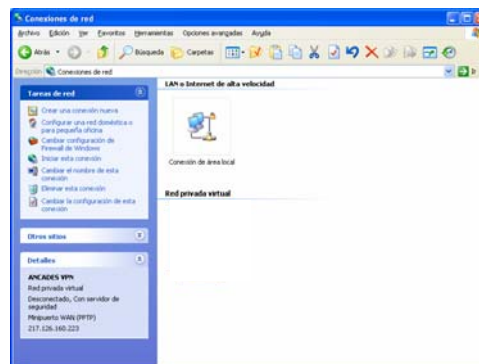 Conexiones de red
Archivo Edición Ver Favoritos Herramientas Opciones avanzadas Ayuda
Atrás Búsqueda Carpetas
Dirección Conexiones de red Ir
Tareas de red
Crear una conexión nueva
Configurar una red doméstica o
para pequeña oficina
Cambiar configuración de
Firewall de Windows
Iniciar esta conexión
Cambiar el nombre de esta
conexión
Eliminar esta conexión
Cambiar la configuración de esta
conexión
Otros sitios
Detalles
ANCADES VPN
Red privada virtual
Desconectado, Con servidor de
seguridad
Minipuerto WAN (PPTP)
217.126.160.223
LAN o Internet de alta velocidad
Conexión de área local
Red privada virtual